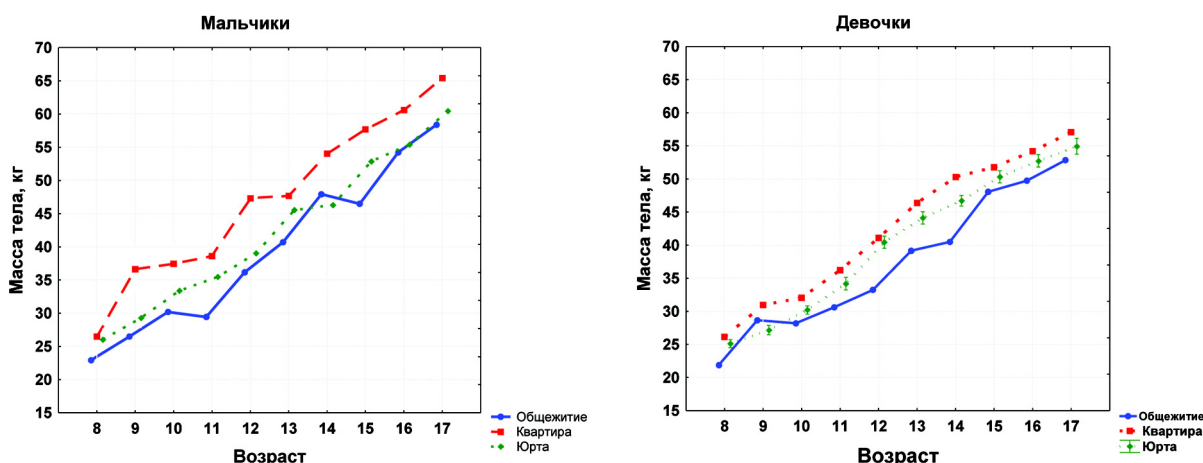 Мальчики
Масса тела, кг
70
65
60
55
50
45
40
35
30
25
20
15
8 9 10 11 12 13 14 15 16 17
Возраст
Общежитие
Квартира
Юрта
Девочки
Масса тела, кг
70
65
60
55
50
45
40
35
30
25
20
15
8 9 10 11 12 13 14 15 16 17
Возраст
Общежитие
Квартира
Юрта